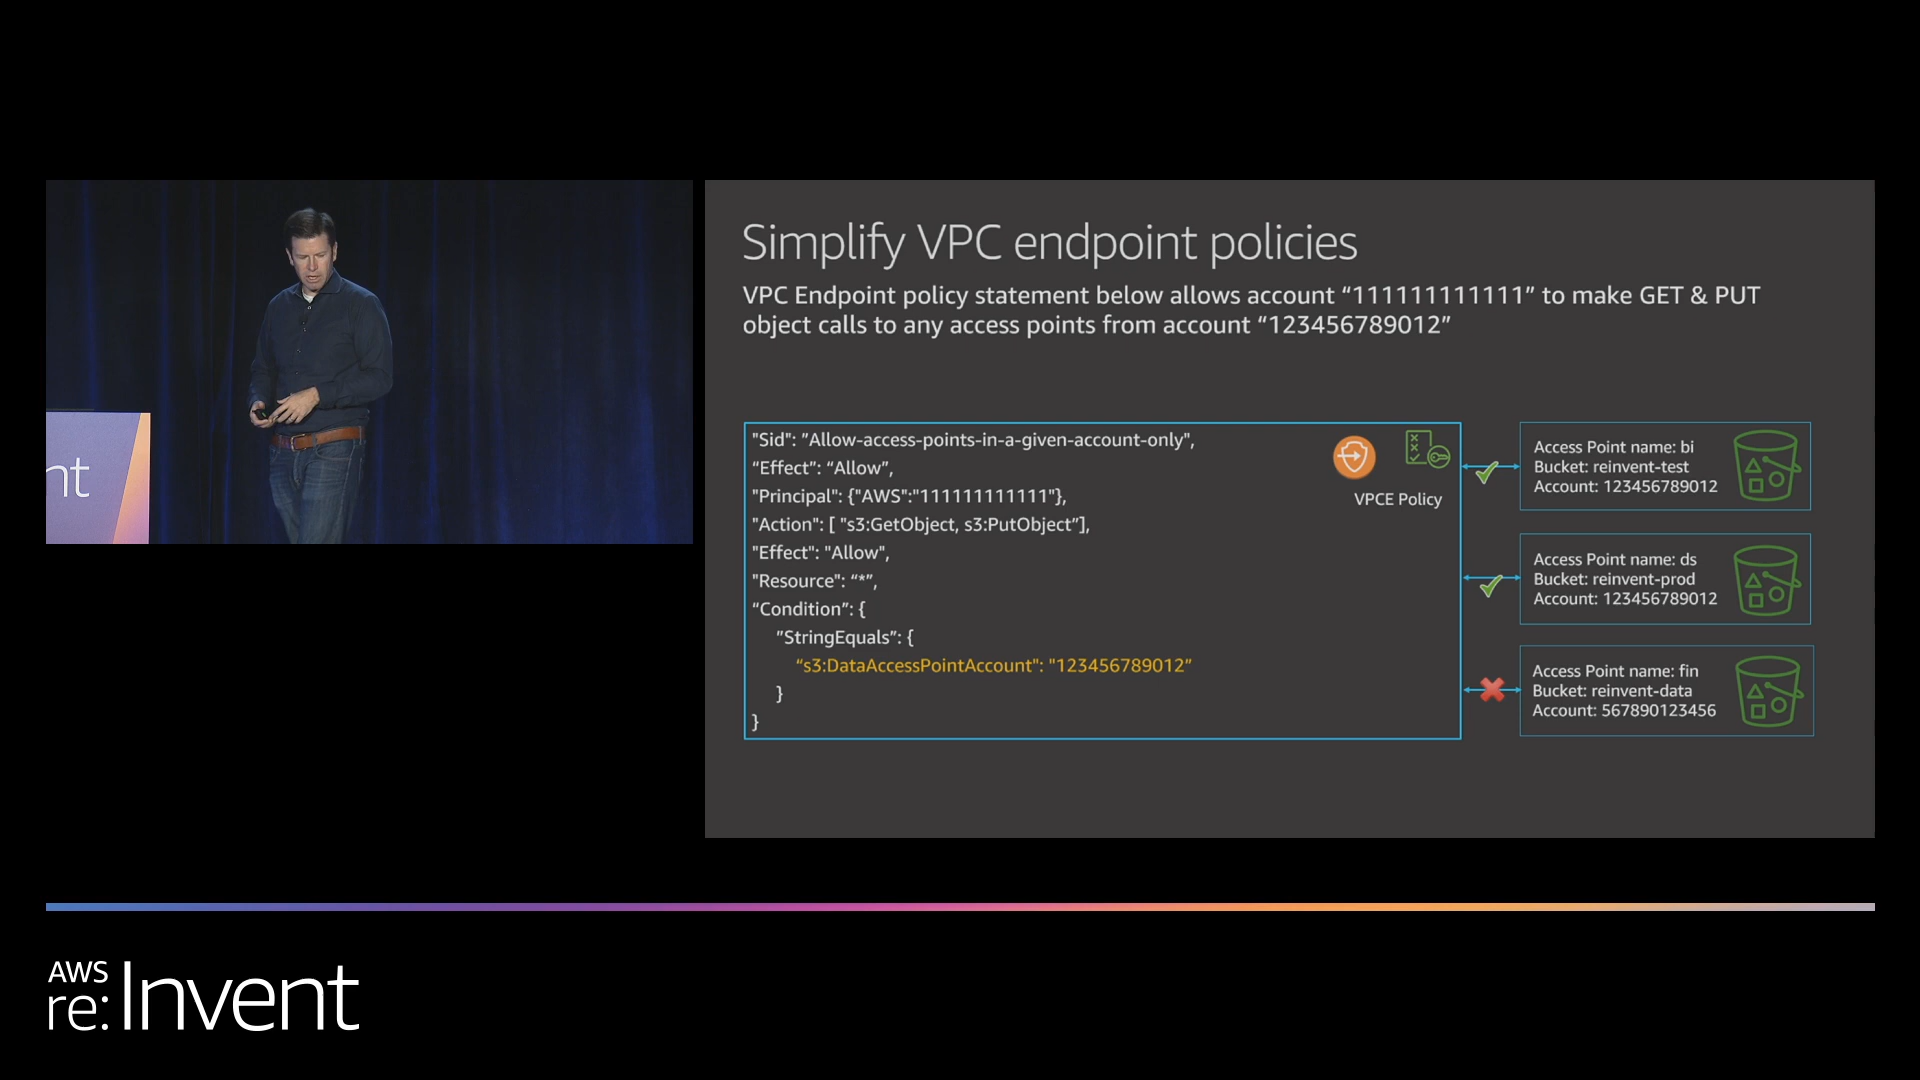 nt
Simplify VPC endpoint policies
VPC Endpoint policy statement below allows account “111111111111” to make GET & PUT
object calls to any access points from account “123456789012”
"Sid": ”Allow-access-points-in-a-given-account-only",
“Effect”: “Allow”,
"Principal": {"AWS":"111111111111"},
"Action": [ "s3:GetObject, s3:PutObject”],
"Effect": "Allow",
"Resource": “*”,
“Condition”: {
”StringEquals”: {
“s3:DataAccessPointAccount": "123456789012”
}
}
VPCE Policy
Access Point name: bi
Bucket: reinvent-test
Account: 123456789012
Access Point name: ds
Bucket: reinvent-prod
Account: 123456789012
Access Point name: fin
Bucket: reinvent-data
Account: 567890123456
AWS
re:Invent